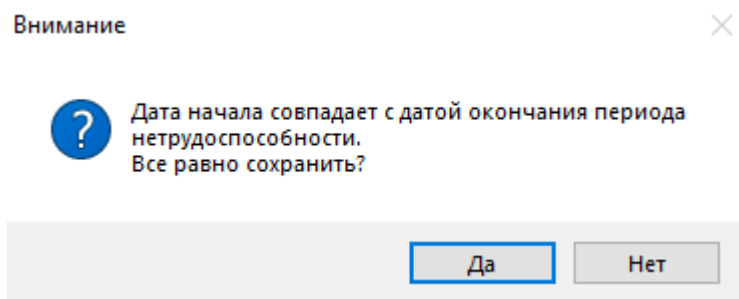 Внимание
Дата начала совпадает с датой окончания периода
нетрудоспособности.
Все равно сохранить?
Да
Нет